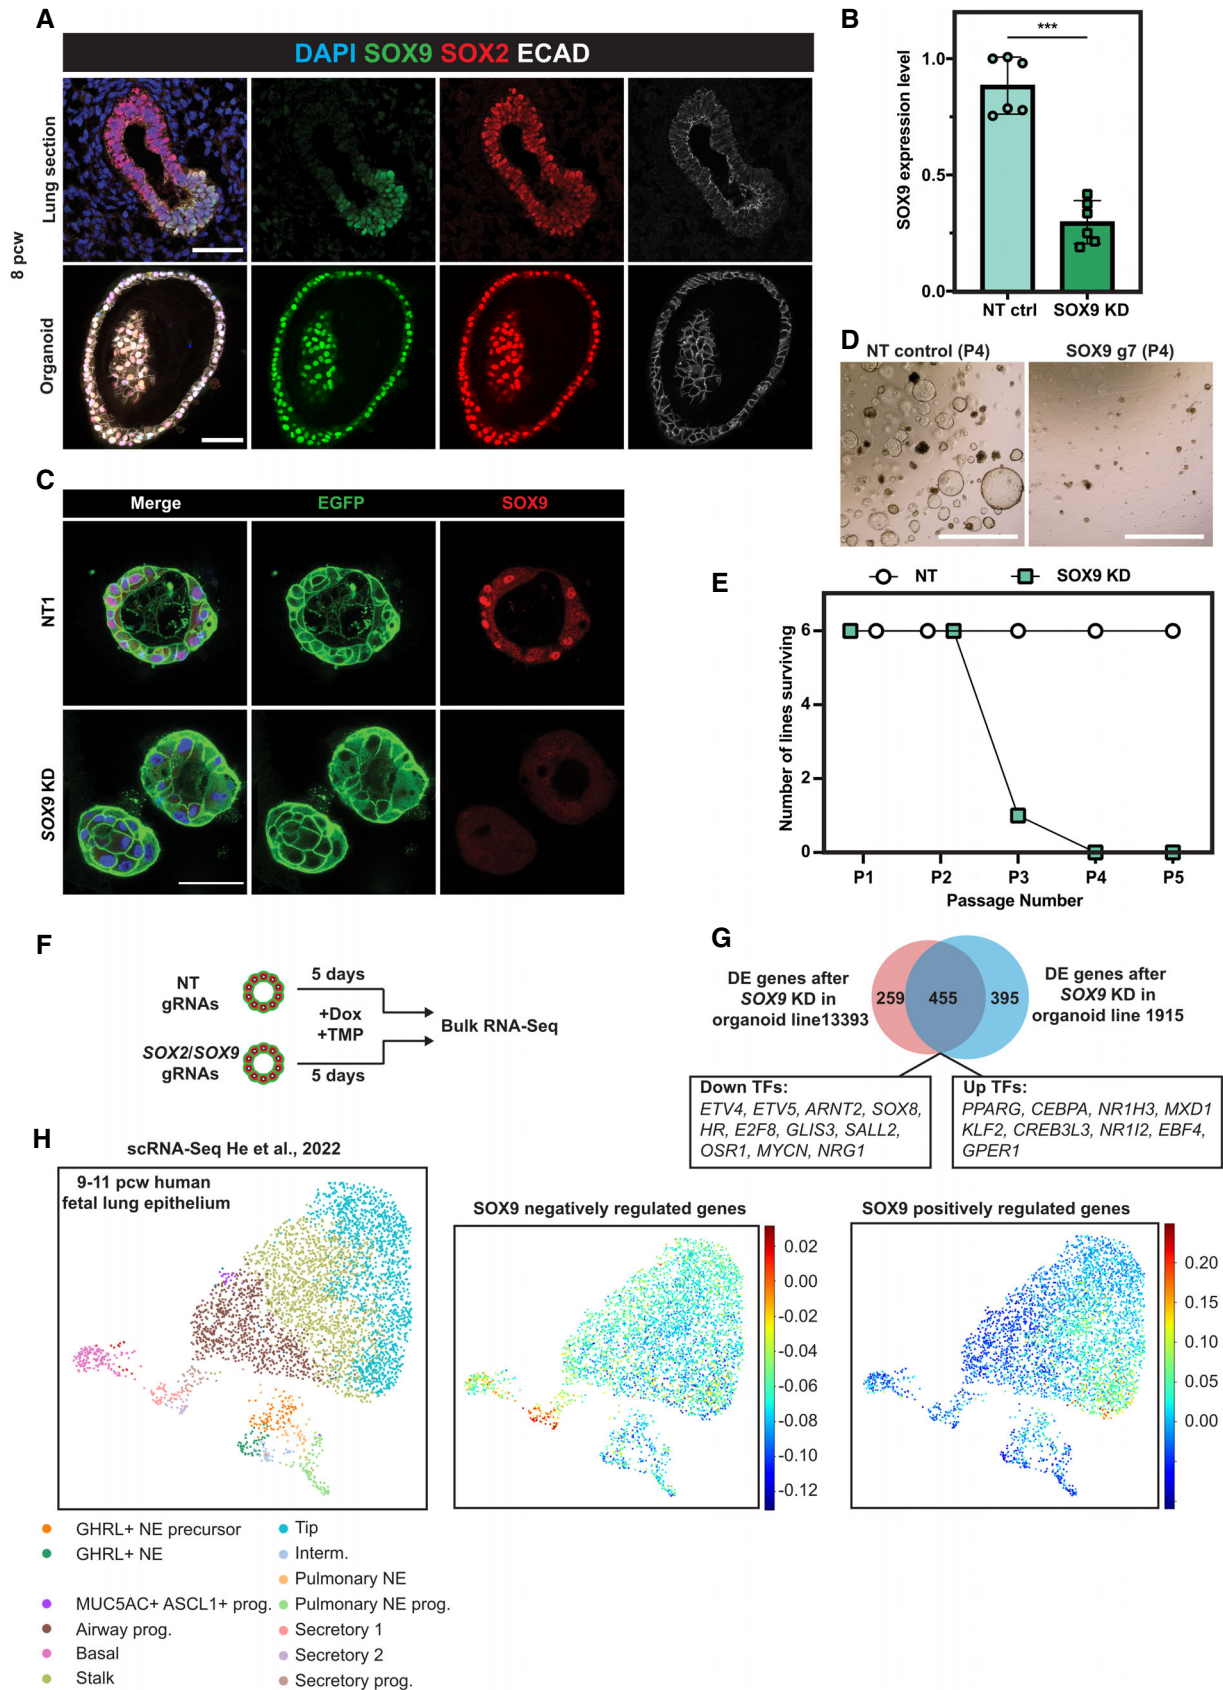 A
DAPI SOX9 SOX2 ECAD
8 pcw
Lung section
Organoid
B
***
SOX9 expression level
1.0
0.5
0.0
NT ctrl
SOX9 KD
C
Merge
EGFP
SOX9
NT1
SOX9 KD
D
NT control (P4)
SOX9 g7 (P4)
E
NT
SOX9 KD
Number of lines surviving
6
4
2
0
P1
P2
P3
P4
P5
Passage Number
F
NT
gRNAs
5 days
+Dox
+TMP
SOX2/SOX9
gRNAs
5 days
Bulk RNA-Seq
G
DE genes after
SOX9 KD in
organoid line13393
259
455
395
DE genes after
SOX9 KD in
organoid line 1915
Down TFs:
ETV4, ETV5, ARNT2, SOX8,
HR, E2F8, GLIS3, SALL2,
OSR1, MYCN, NRG1
Up TFs:
PPARG, CEBPA, NR1H3, MXD1
KLF2, CREB3L3, NR1I2, EBF4,
GPER1
H
scRNA-Seq He et al., 2022
9-11 pcw human
fetal lung epithelium
SOX9 negatively regulated genes
0.02
0.00
-0.02
-0.04
-0.06
-0.08
-0.10
-0.12
SOX9 positively regulated genes
0.20
0.15
0.10
0.05
0.00
GHRL+ NE precursor
GHRL+ NE
MUC5AC+ ASCL1+ prog.
Airway prog.
Basal
Stalk
Tip
Interm.
Pulmonary NE
Pulmonary NE prog.
Secretory 1
Secretory 2
Secretory prog.